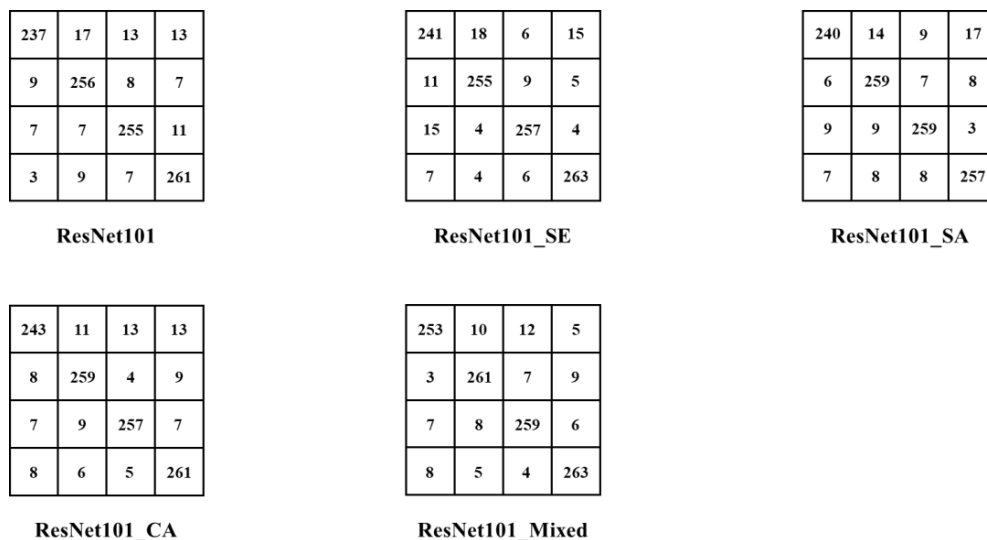 237 17 13 13
9 256 8 7
7 7 255 11
3 9 7 261
ResNet101
241 18 6 15
11 255 9 5
15 4 257 4
7 4 6 263
ResNet101_SE
240 14 9 17
6 259 7 8
9 9 259 3
7 8 8 257
ResNet101_SA
243 11 13 13
8 259 4 9
7 9 257 7
8 6 5 261
ResNet101_CA
253 10 12 5
3 261 7 9
7 8 259 6
8 5 4 263
ResNet101_Mixed